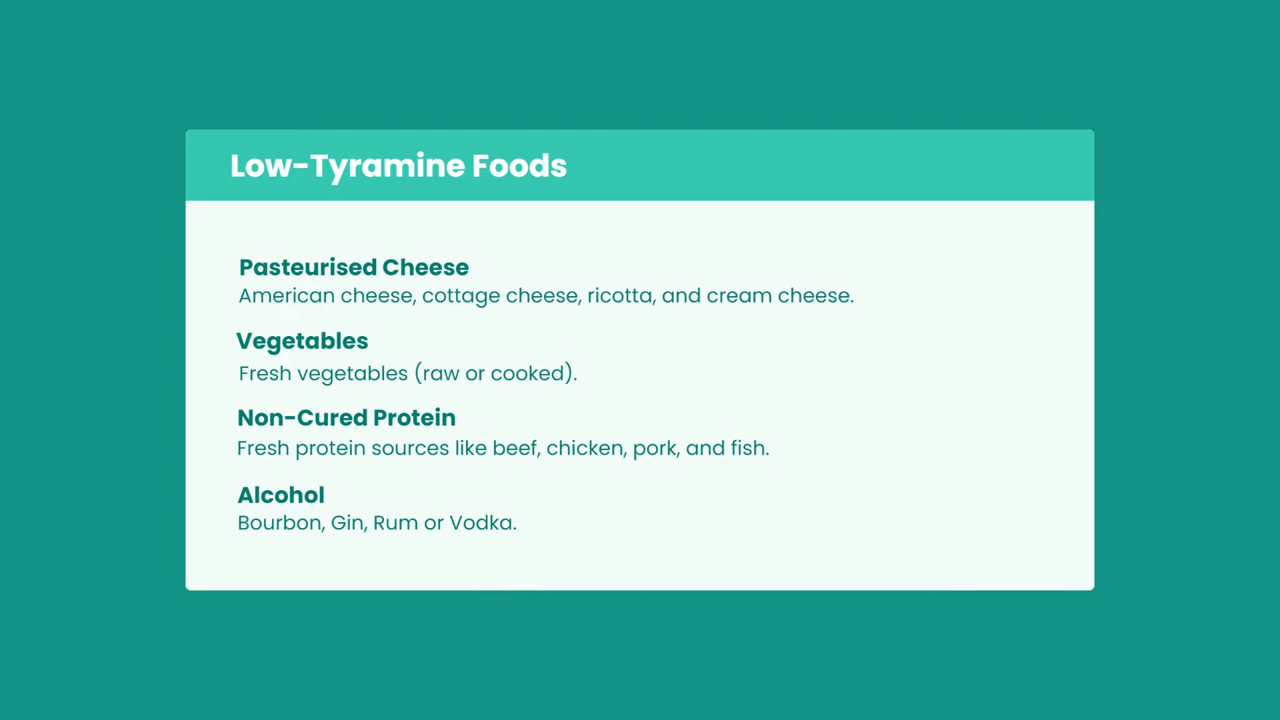 Low-Tyramine Foods
Pasteurised Cheese
American cheese, cottage cheese, ricotta, and cream cheese.
Vegetables
Fresh vegetables (raw or cooked).
Non-Cured Protein
Fresh protein sources like beef, chicken, pork, and fish.
Alcohol
Bourbon, Gin, Rum or Vodka.